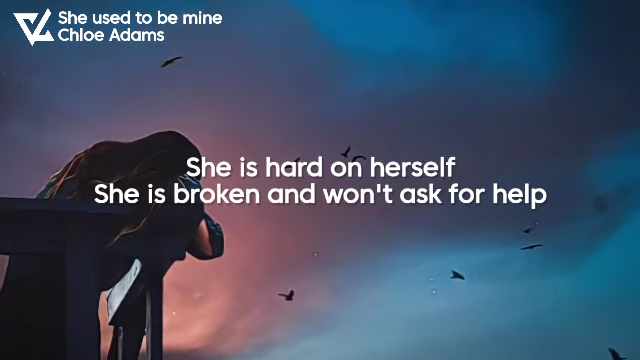 She used to be mine
Chloe Adams
She is hard on herself
She is broken and won't ask for help